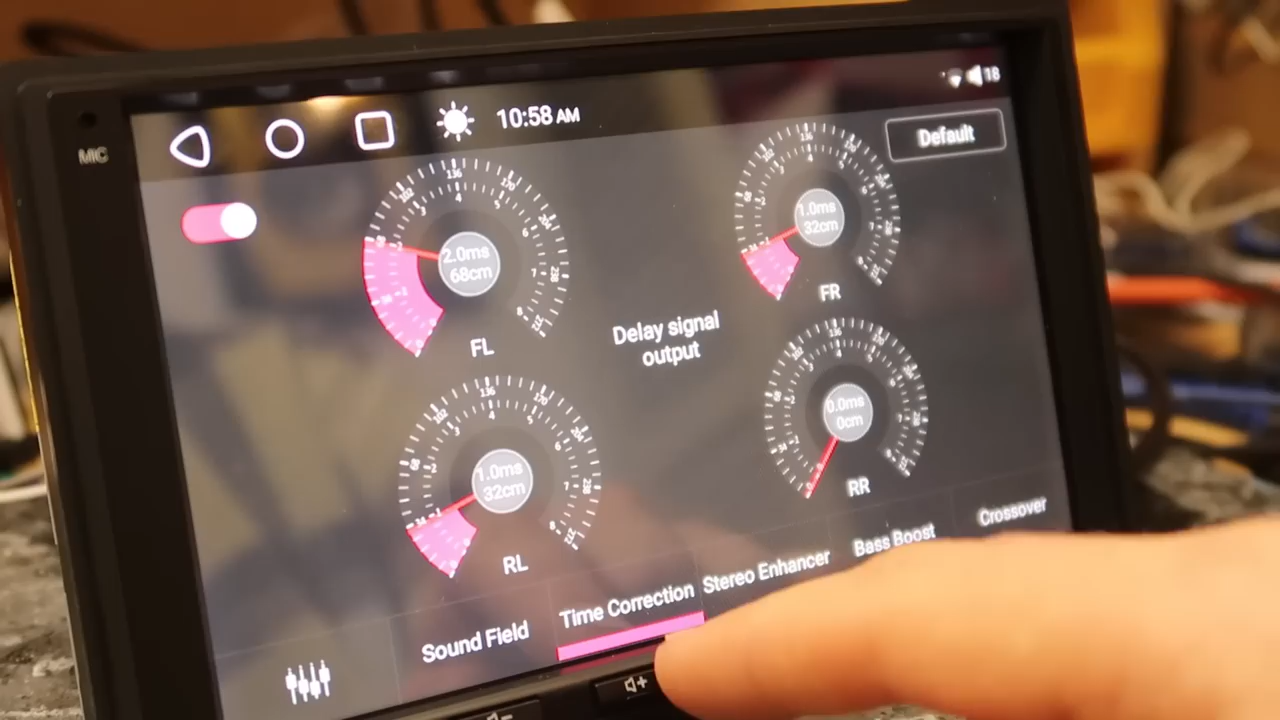 MIC
10:58 AM
18
Default
2.0ms
68cm
FL
1.0ms
32cm
FR
Delay signal
output
1.0ms
32cm
RL
0.0ms
0cm
RR
Sound Field
Time Correction
Stereo Enhancer
Bass Boost
Crossover